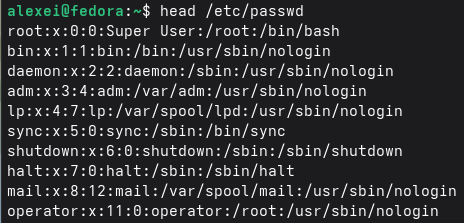 alexei@fedora:~$ head /etc/passwd
root:x:0:0:Super User:/root:/bin/bash
bin:x:1:1:bin:/bin:/usr/sbin/nologin
daemon:x:2:2:daemon:/sbin:/usr/sbin/nologin
adm:x:3:4:adm:/var/adm:/usr/sbin/nologin
lp:x:4:7:lp:/var/spool/lpd:/usr/sbin/nologin
sync:x:5:0:sync:/sbin:/bin/sync
shutdown:x:6:0:shutdown:/sbin:/sbin/shutdown
halt:x:7:0:halt:/sbin:/sbin/halt
mail:x:8:12:mail:/var/spool/mail:/usr/sbin/nologin
operator:x:11:0:operator:/root:/usr/sbin/nologin